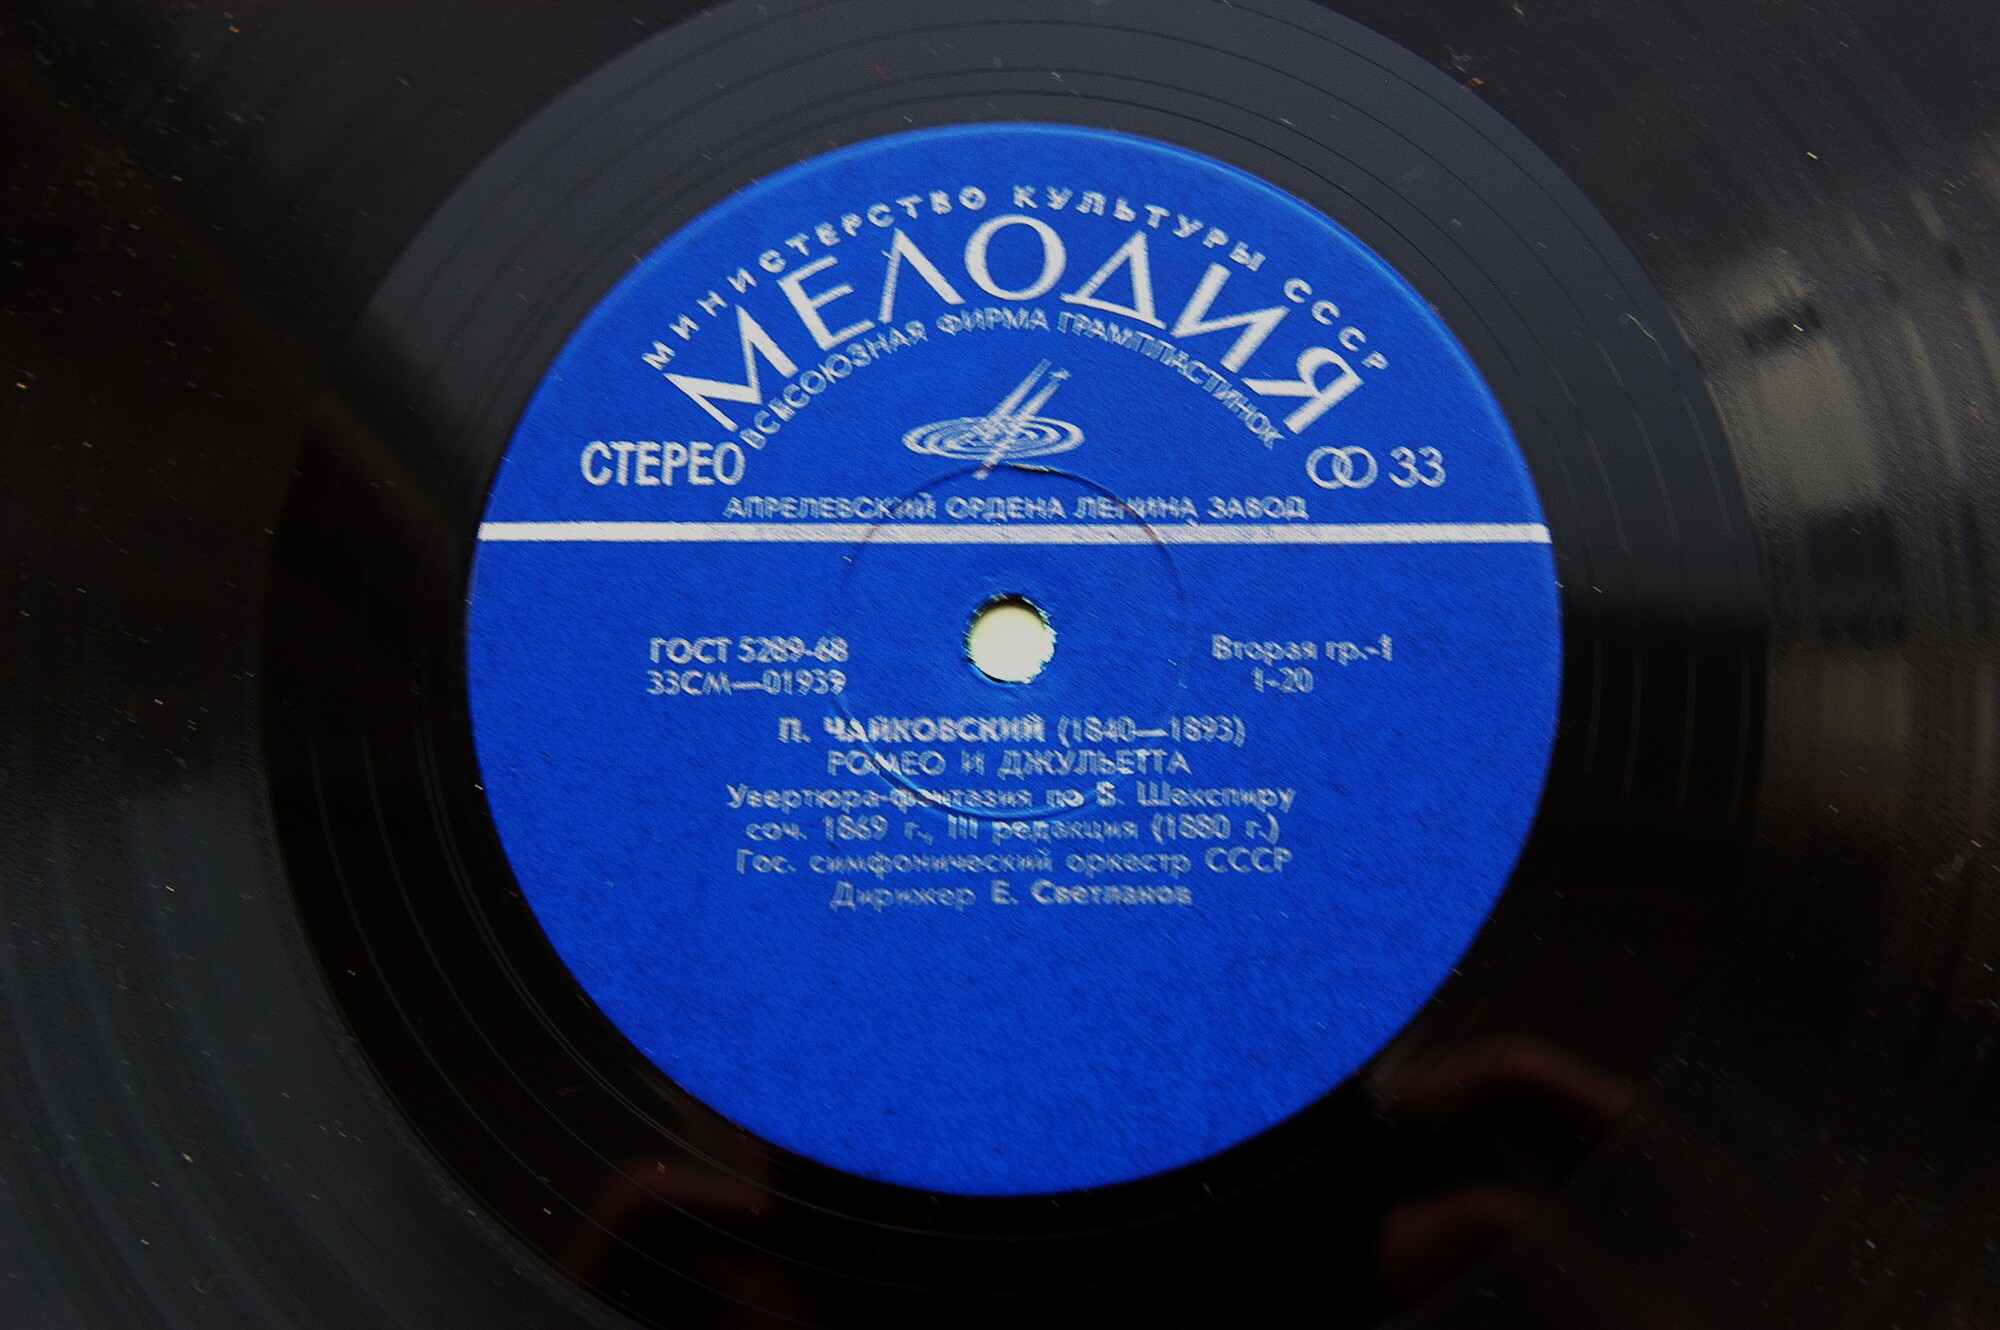 МИНИСТЕРСТВО КУЛЬТУРЫ СССР
МЕЛОДИЯ
ВСЕСОЮЗНАЯ ФИРМА ГРАМПЛАСТИНОК
СТЕРЕО
33
АПРЕЛЕВСКИЙ ОРДЕНА ЛЕНИНА ЗАВОД
ГОСТ 5289-68
33СМ—01939
Вторая гр.-1
1-20
П. ЧАЙКОВСКИЙ (1840—1893)
РОМЕО И ДЖУЛЬЕТТА
Увертюра-фантазия по В. Шекспиру
соч. 1869 г., III редакция (1880 г.)
Гос. симфонический оркестр СССР
Дирижер Е. Светланов